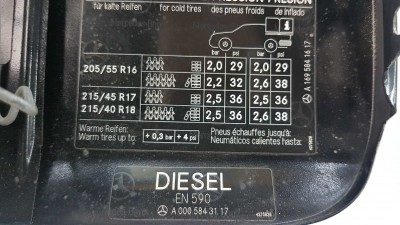 für kalte Reifen
for cold tires
des pneus froids
de inflado
bar psi bar psi
205/55 R16 2,0 29 2,0 29
2,2 32 2,6 38
215/45 R17 2,5 36 2,5 36
215/40 R18 2,5 36 2,6 38
Warme Reifen:
Warm tires up to:
+ 0,3 bar + 4 psi
Pneus échauffés jusqu'à:
Neumáticos calientes hasta:
A 169 584 16 17
DIESEL
EN 590
A 000 584 31 17